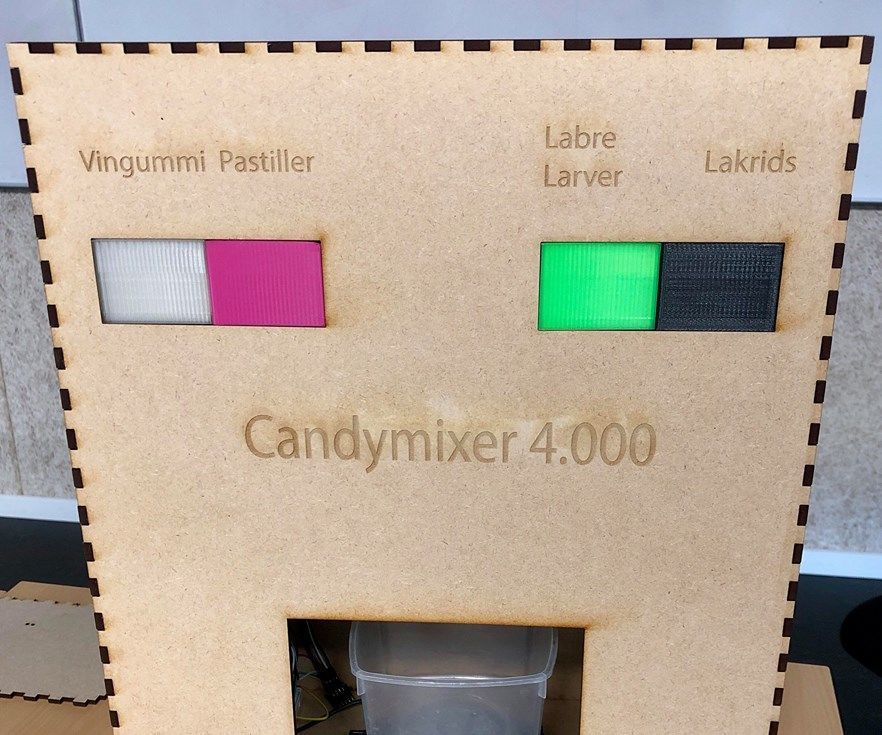 Vingummi Pastiller
Labre
Larver
Lakrids
Candymixer 4.000